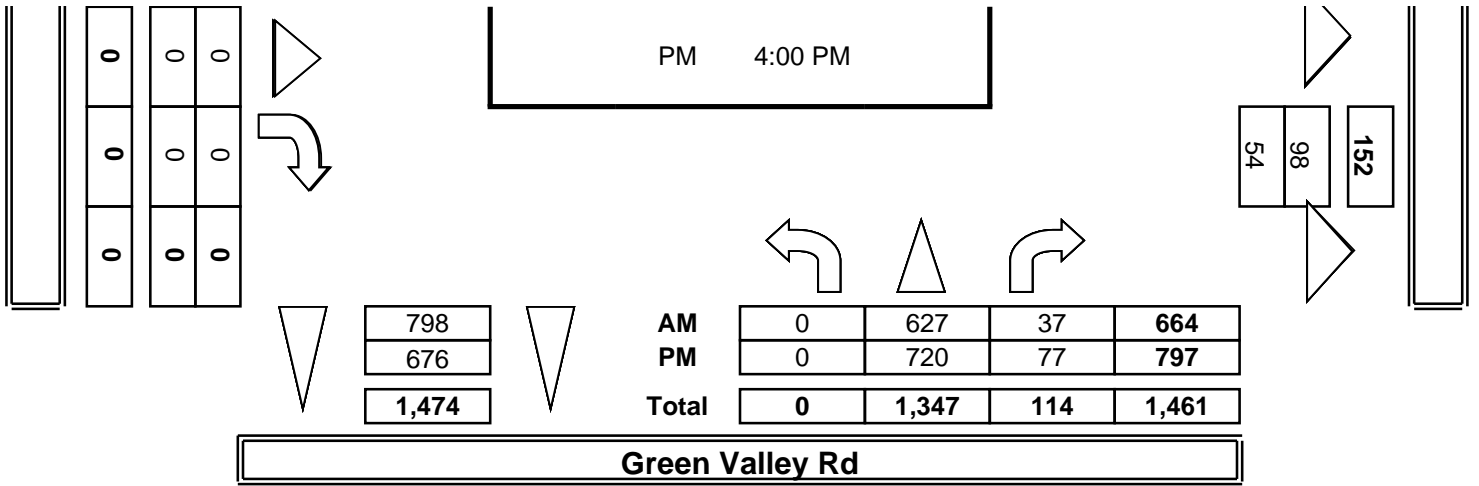 PM 4:00 PM
0 0 0
0 0 0
0 0 0
54 98 152
798 AM 0 627 37 664
676 PM 0 720 77 797
1,474 Total 0 1,347 114 1,461
Green Valley Rd